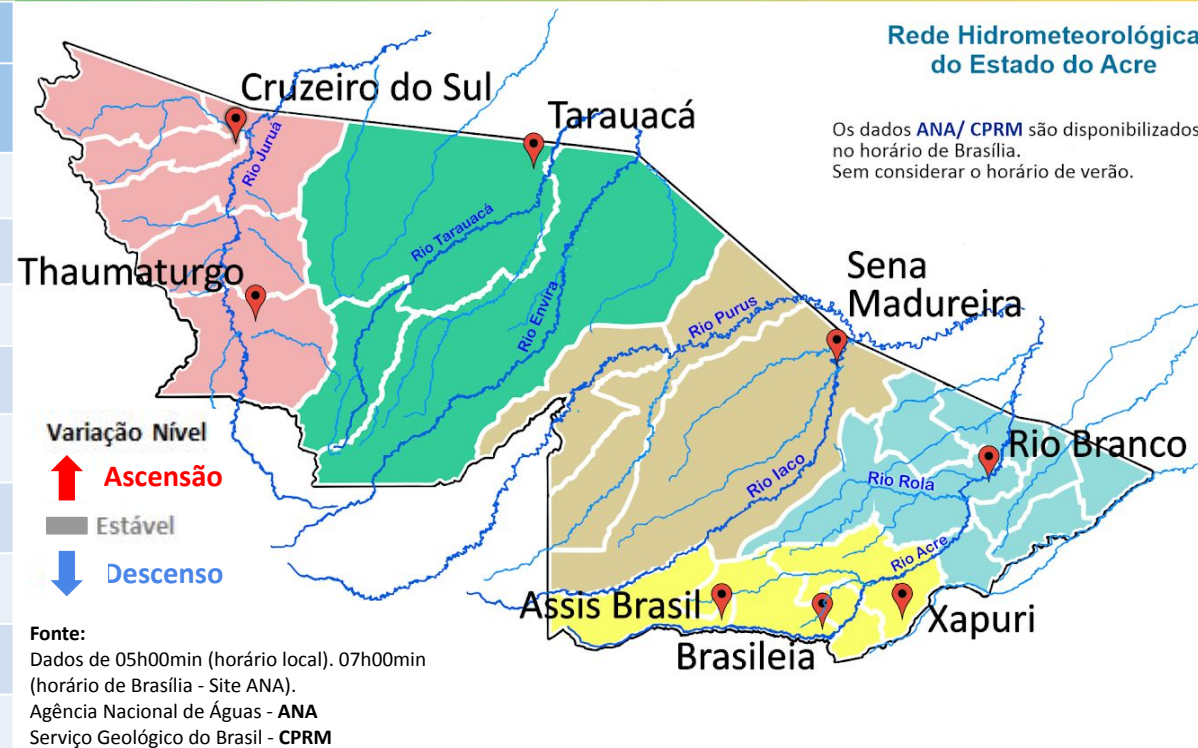 Rede Hidrometeorológica
do Estado do Acre
Os dados ANA/ CPRM são disponibilizados
no horário de Brasília.
Sem considerar o horário de verão.
Cruzeiro do Sul
Tarauacá
Rio Juruá
Rio Tarauacá
Thaumaturgo
Rio Envira
Sena
Madureira
Rio Purus
Variação Nível
Ascensão
Estável
Descenso
Rio Iaco
Rio Branco
Rio Rola
Rio Acre
Assis Brasil
Brasileia
Xapuri
Fonte:
Dados de 05h00min (horário local). 07h00min
(horário de Brasília - Site ANA).
Agência Nacional de Águas - ANA
Serviço Geológico do Brasil - CPRM